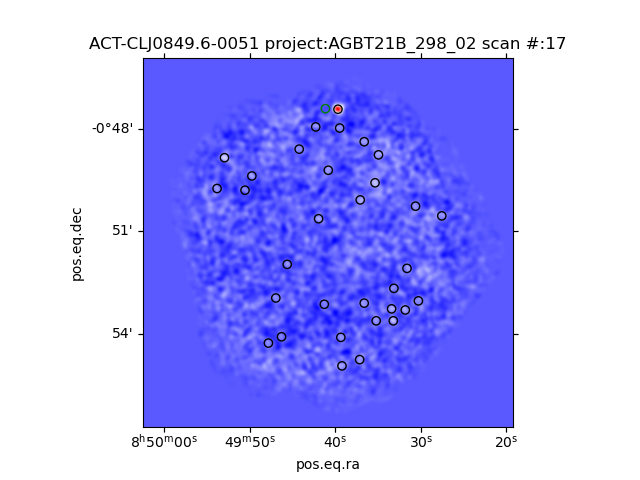 ACT-CLJ0849.6-0051 project:AGBT21B_298_02 scan #:17
-0°48'
51'
54'
pos.eq.dec
8ʰ50ᵐ00ˢ 49ᵐ50ˢ 40ˢ 30ˢ 20ˢ
pos.eq.ra